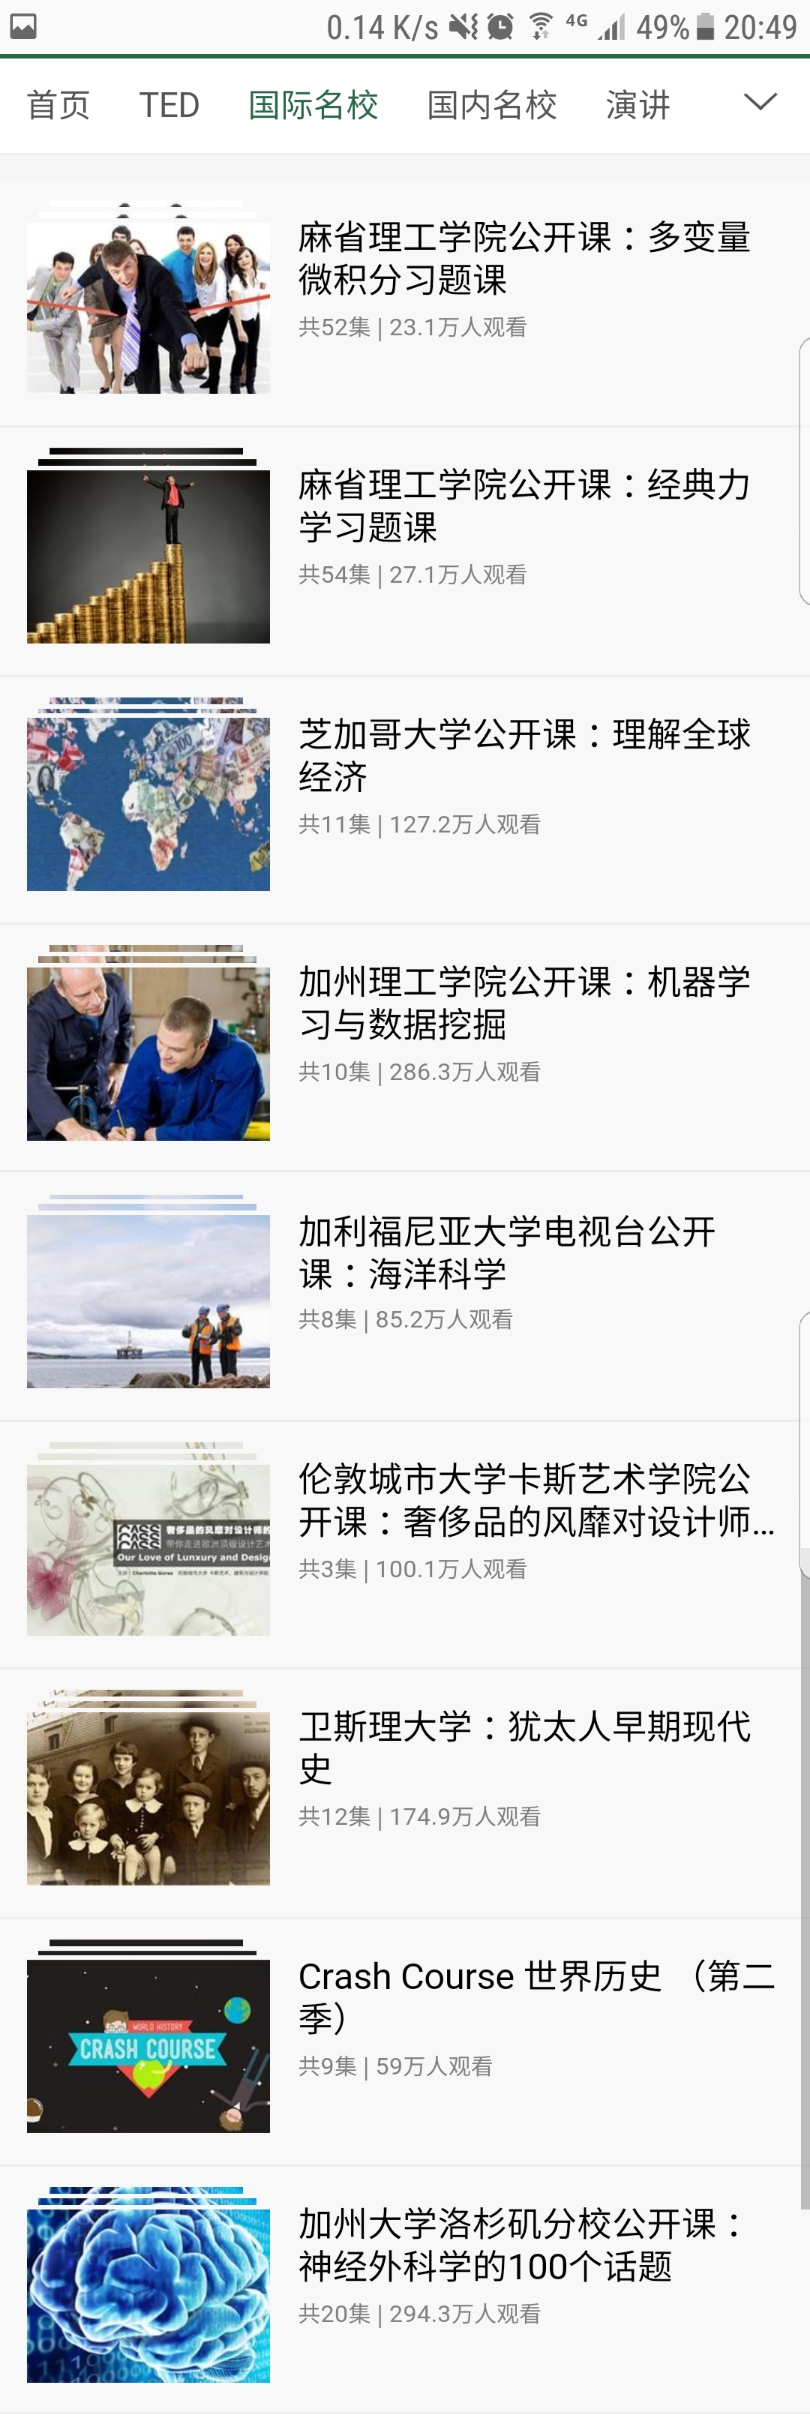 0.14 K/s 4G 49% 20:49
首页 TED 国际名校 国内名校 演讲
麻省理工学院公开课：多变量
微积分习题课
共52集 | 23.1万人观看
麻省理工学院公开课：经典力
学习题课
共54集 | 27.1万人观看
芝加哥大学公开课：理解全球
经济
共11集 | 127.2万人观看
加州理工学院公开课：机器学
习与数据挖掘
共10集 | 286.3万人观看
加利福尼亚大学电视台公开
课：海洋科学
共8集 | 85.2万人观看
伦敦城市大学卡斯艺术学院公
开课：奢侈品的风靡对设计师...
共3集 | 100.1万人观看
奢侈品的风靡对设计师的
带你走进欧洲顶级设计艺术
Our Love of Lunxury and Design
卫斯理大学：犹太人早期现代
史
共12集 | 174.9万人观看
Crash Course 世界历史 （第二
季）
共9集 | 59万人观看
WORLD HISTORY
CRASH COURSE
加州大学洛杉矶分校公开课：
神经外科学的100个话题
共20集 | 294.3万人观看